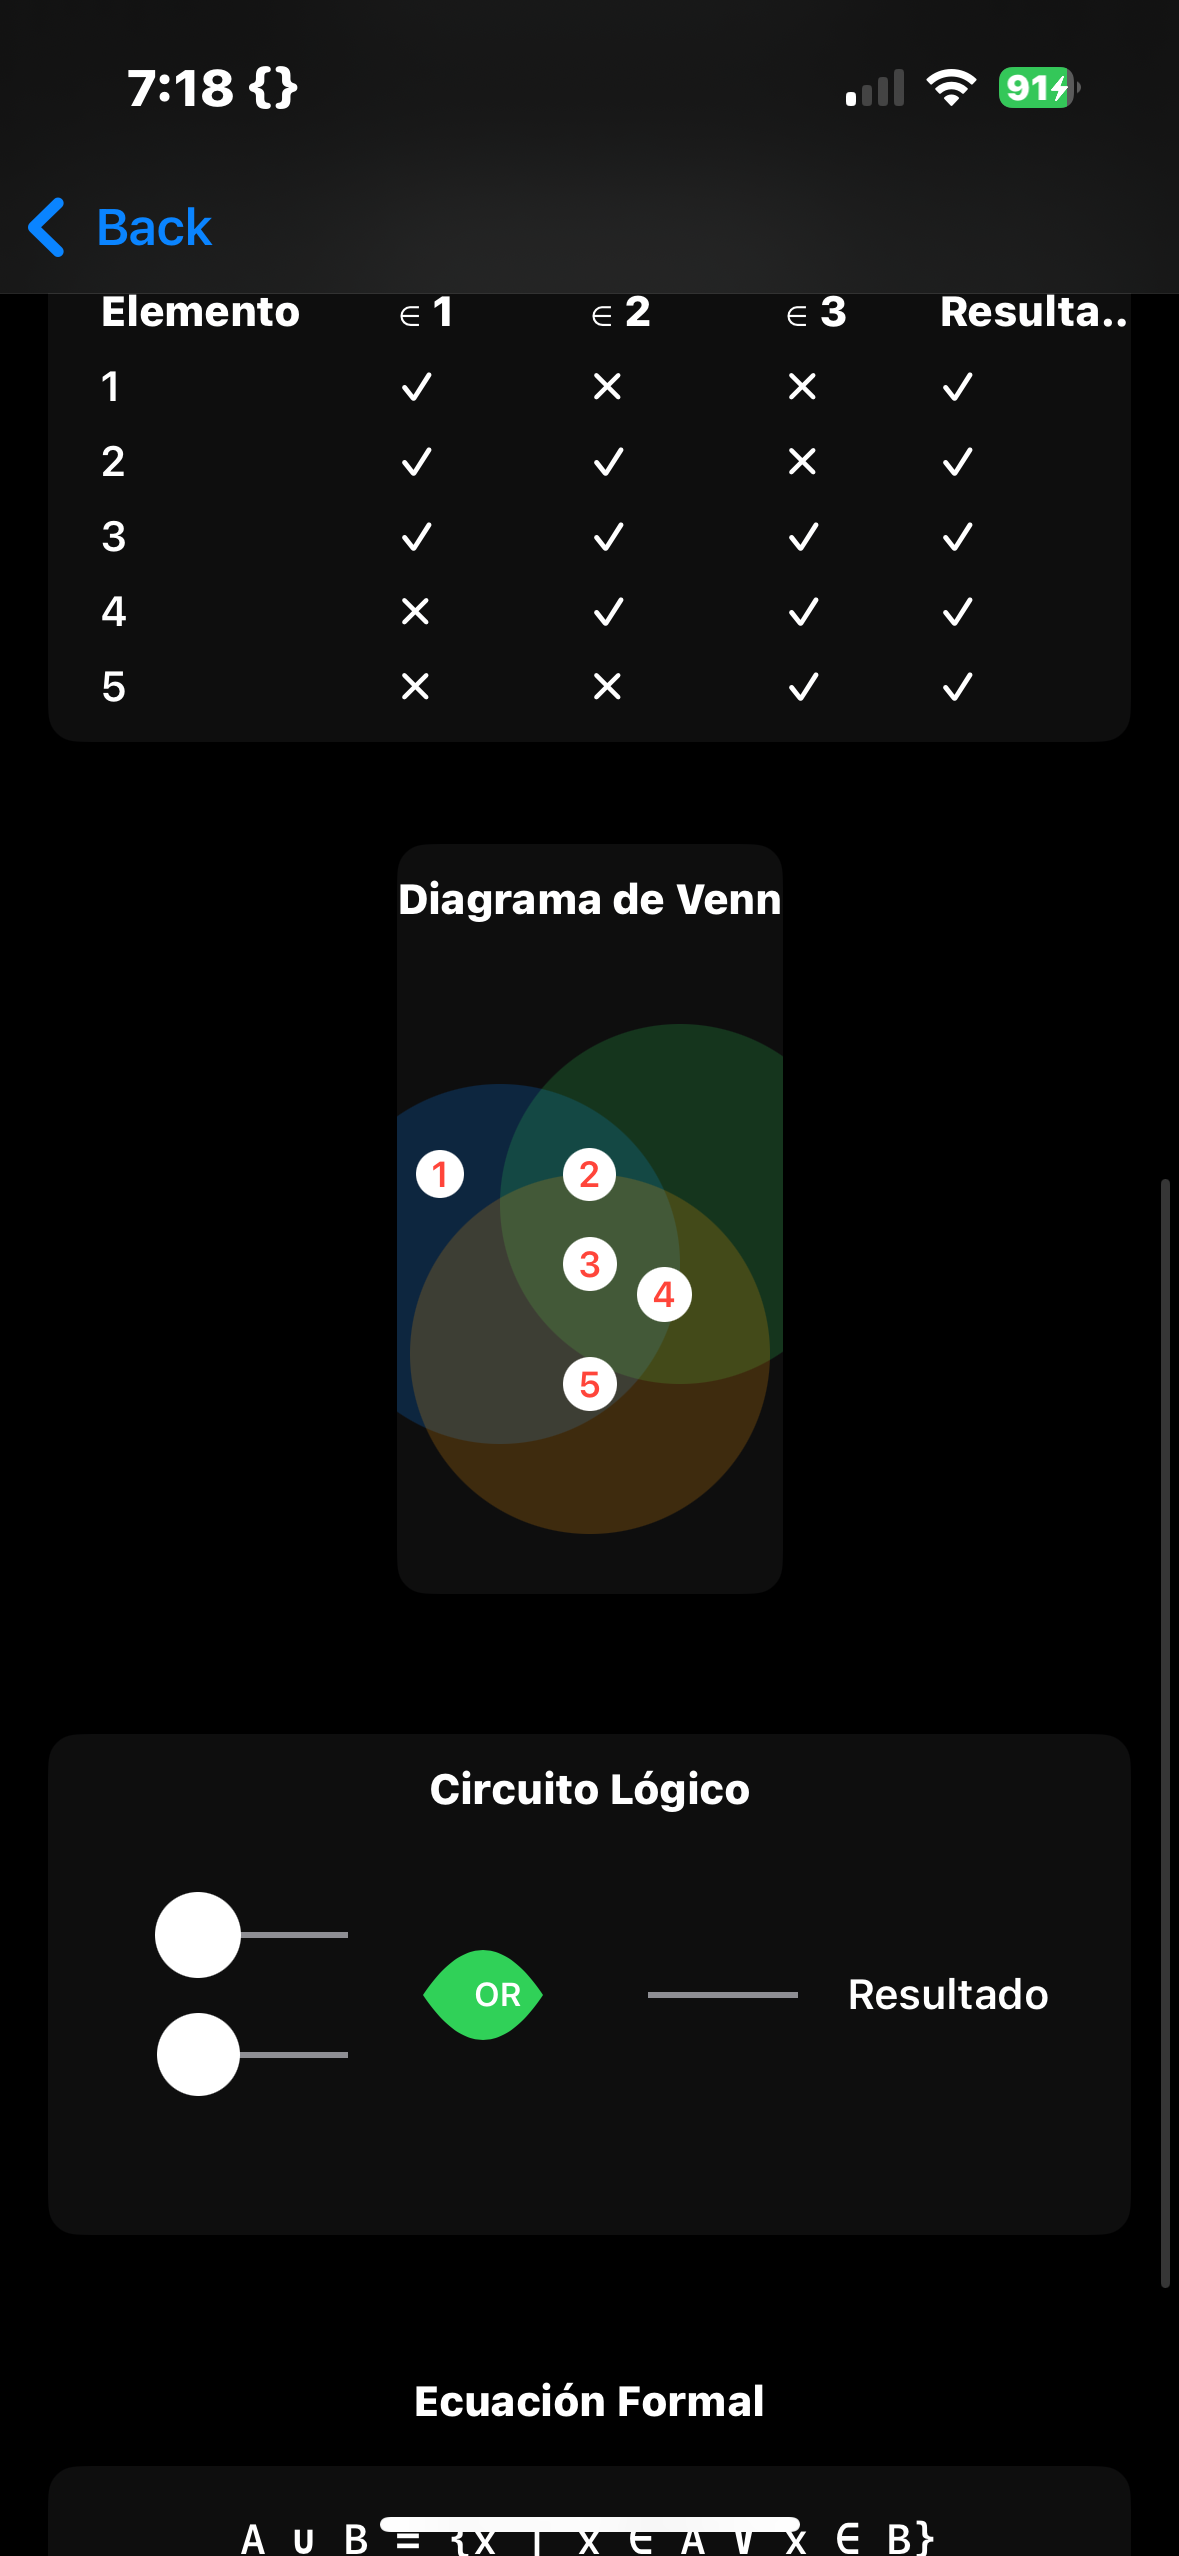 7:18 {}
91
Back
Elemento ∈ 1 ∈ 2 ∈ 3 Resulta..
1 ✓ ✕ ✕ ✓
2 ✓ ✓ ✕ ✓
3 ✓ ✓ ✓ ✓
4 ✕ ✓ ✓ ✓
5 ✕ ✕ ✓ ✓
Diagrama de Venn
1
2
3
4
5
Circuito Lógico
OR
Resultado
Ecuación Formal
A ∪ B = {x | x ∈ A ∨ x ∈ B}